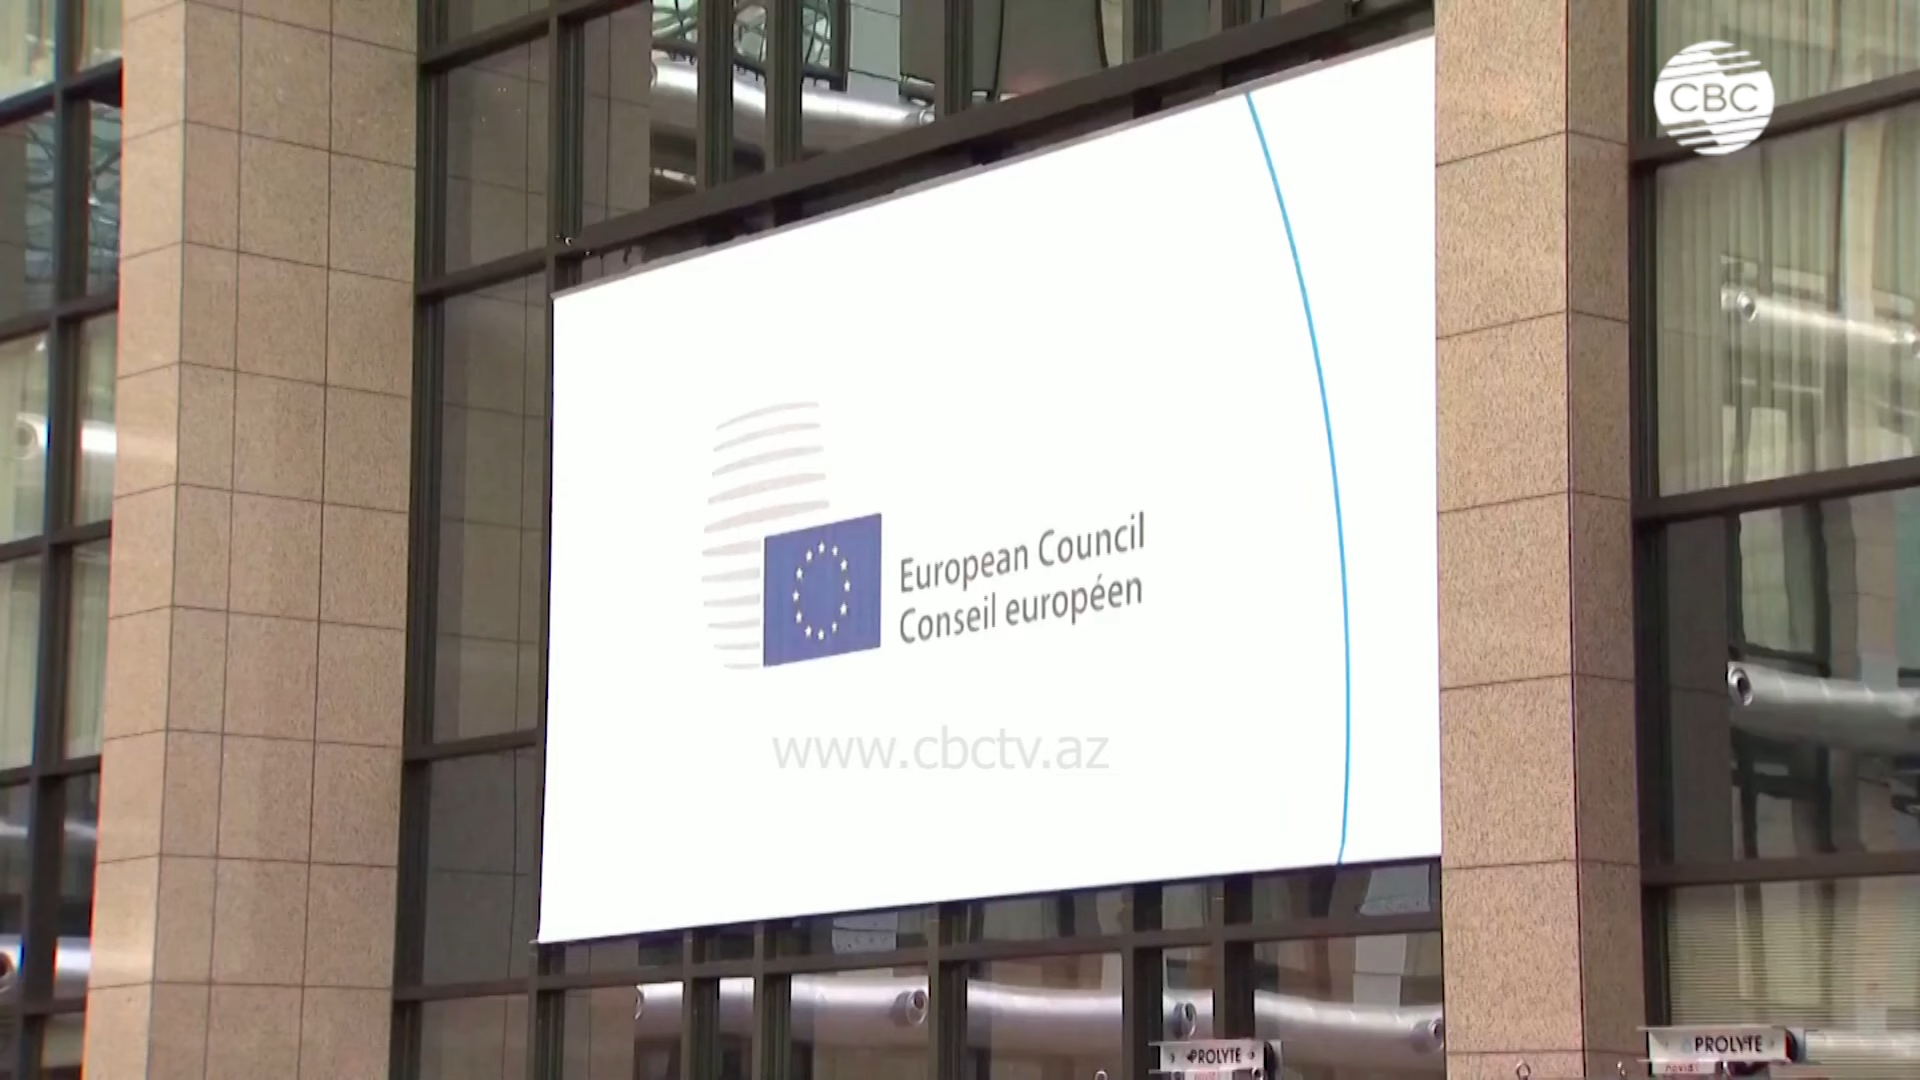 CBC
European Council
Conseil européen
www.cbctv.az
PROLYTE
PROLYTE